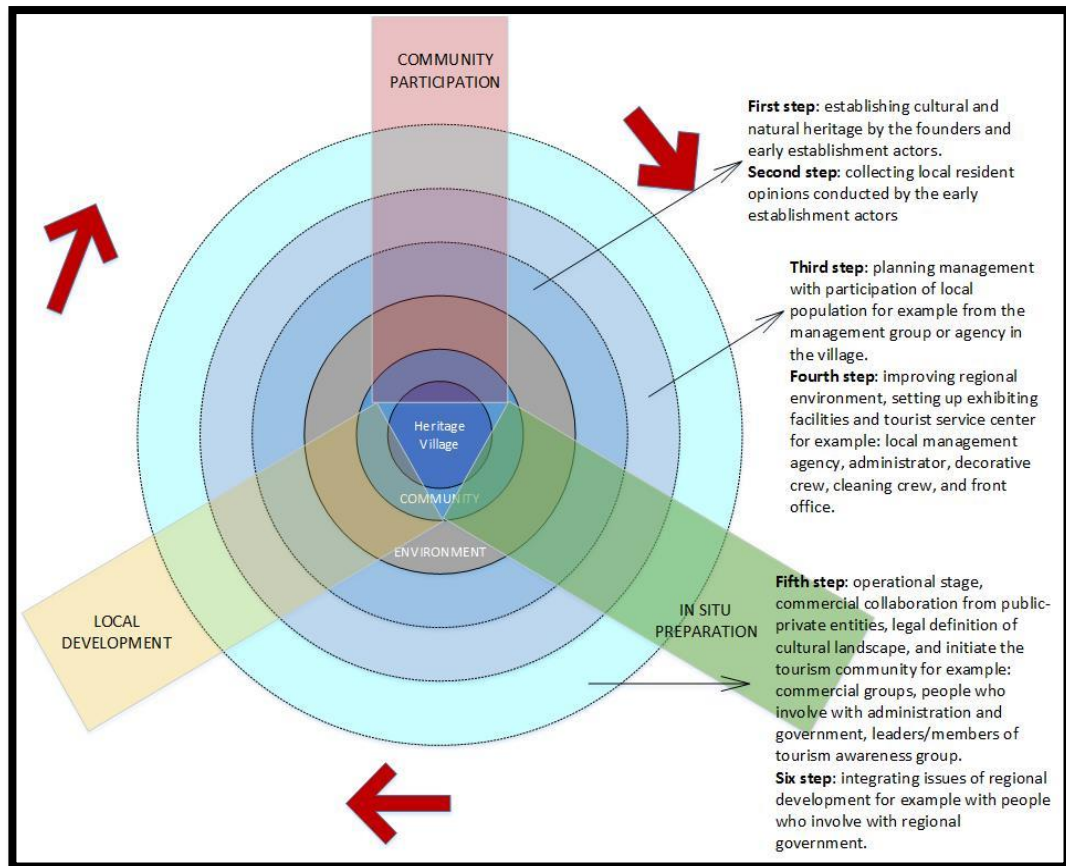 COMMUNITY
PARTICIPATION
First step: establishing cultural and
natural heritage by the founders and
early establishment actors.
Second step: collecting local resident
opinions conducted by the early
establishment actors
Third step: planning management
with participation of local
population for example from the
management group or agency in
the village.
Fourth step: improving regional
environment, setting up exhibiting
facilities and tourist service center
for example: local management
agency, administrator, decorative
crew, cleaning crew, and front
office.
Heritage
Village
COMMUNITY
ENVIRONMENT
LOCAL
DEVELOPMENT
IN SITU
PREPARATION
Fifth step: operational stage,
commercial collaboration from public-
private entities, legal definition of
cultural landscape, and initiate the
tourism community for example:
commercial groups, people who
involve with administration and
government, leaders/members of
tourism awareness group.
Six step: integrating issues of regional
development for example with people
who involve with regional
government.